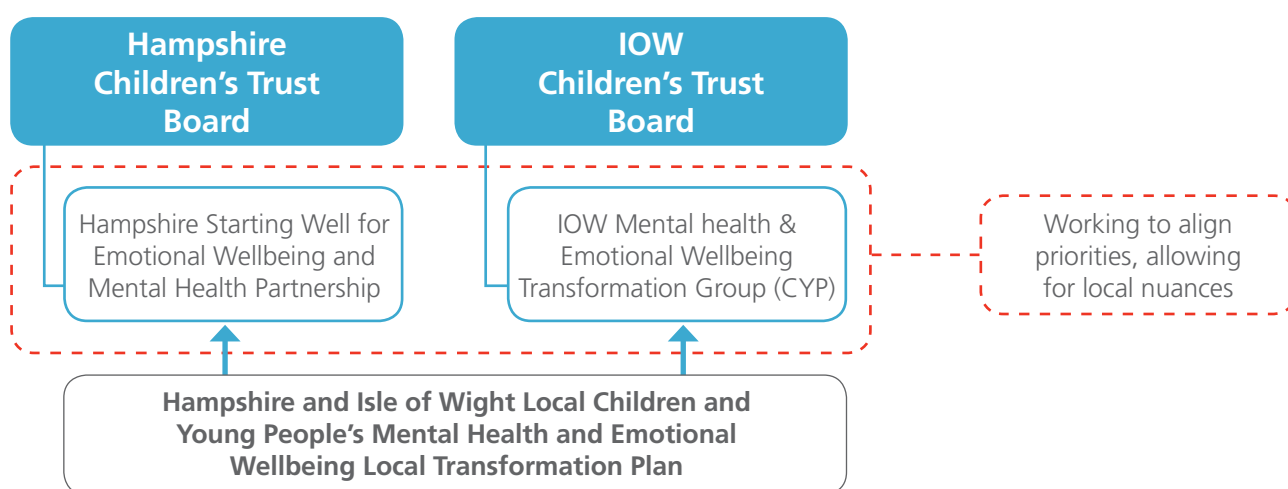 Hampshire
Children’s Trust
Board
IOW
Children’s Trust
Board
Hampshire Starting Well for
Emotional Wellbeing and
Mental Health Partnership
IOW Mental health &
Emotional Wellbeing
Transformation Group (CYP)
Working to align
priorities, allowing
for local nuances
Hampshire and Isle of Wight Local Children and
Young People’s Mental Health and Emotional
Wellbeing Local Transformation Plan